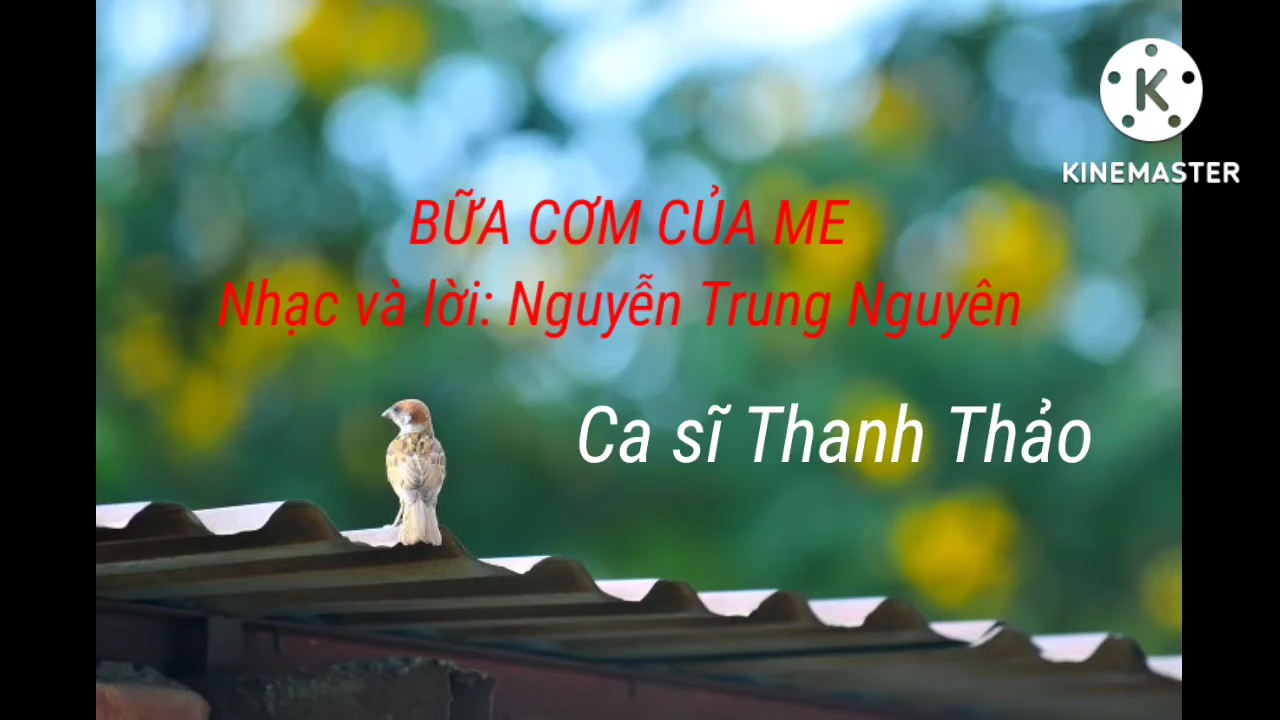 BỮA CƠM CỦA ME
Nhạc và lời: Nguyễn Trung Nguyên
Ca sĩ Thanh Thảo
K
KINEMASTER